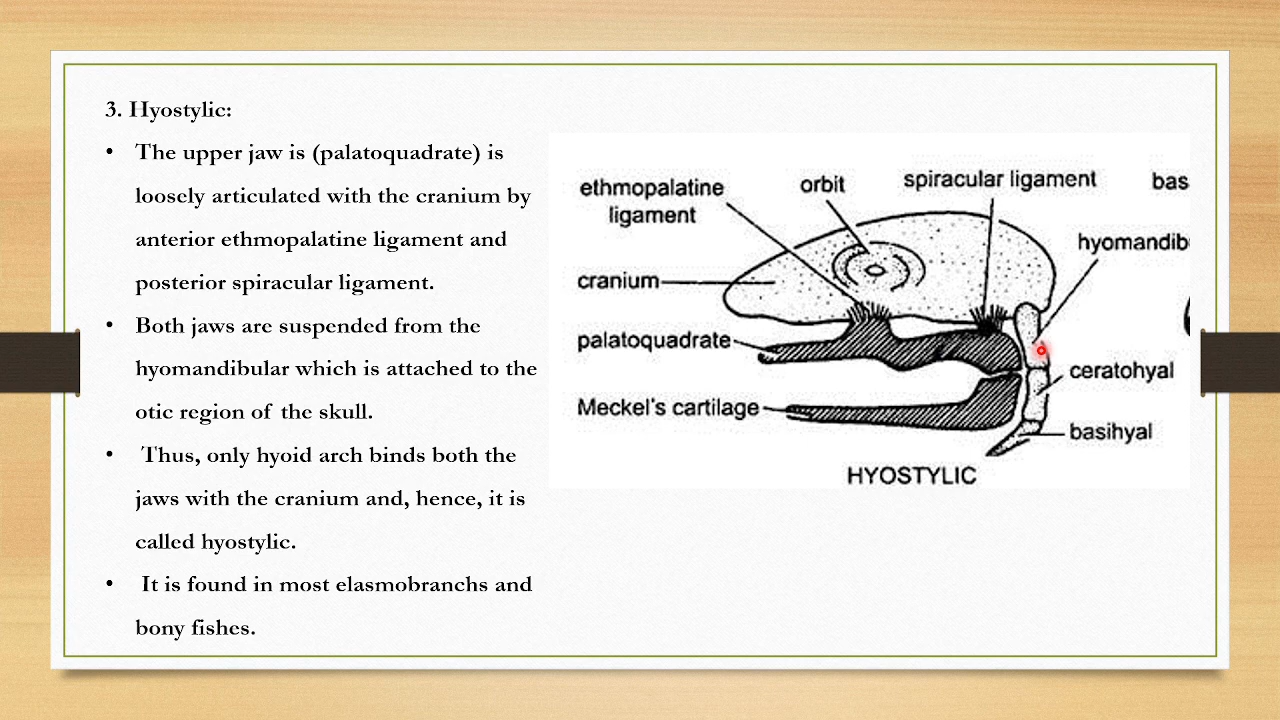 3. Hyostylic:
• The upper jaw is (palatoquadrate) is
loosely articulated with the cranium by
anterior ethmopalatine ligament and
posterior spiracular ligament.
• Both jaws are suspended from the
hyomandibular which is attached to the
otic region of the skull.
• Thus, only hyoid arch binds both the
jaws with the cranium and, hence, it is
called hyostylic.
• It is found in most elasmobranchs and
bony fishes.
ethmopalatine
ligament
orbit
spiracular ligament
bas
hyomandib
cranium
palatoquadrate
ceratohyal
Meckel's cartilage
basihyal
HYOSTYLIC